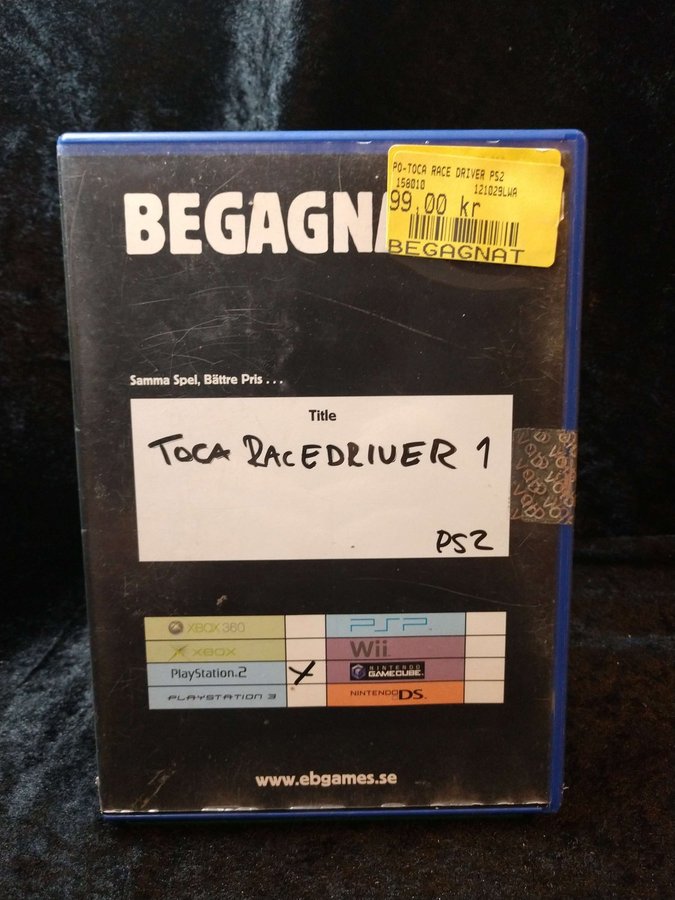 PO-TOCA RACE DRIVER PS2
158010 121029LWA
99,00 kr
BEGAGNAT
BEGAGNA
Samma Spel, Bättre Pris . . .
Title
TOCA RACEDRIVER 1
PS2
XBOX 360
PSP
XBOX
Wii
PlayStation.2
X
NINTENDO GAMECUBE
PLAYSTATION 3
NINTENDO DS
www.ebgames.se